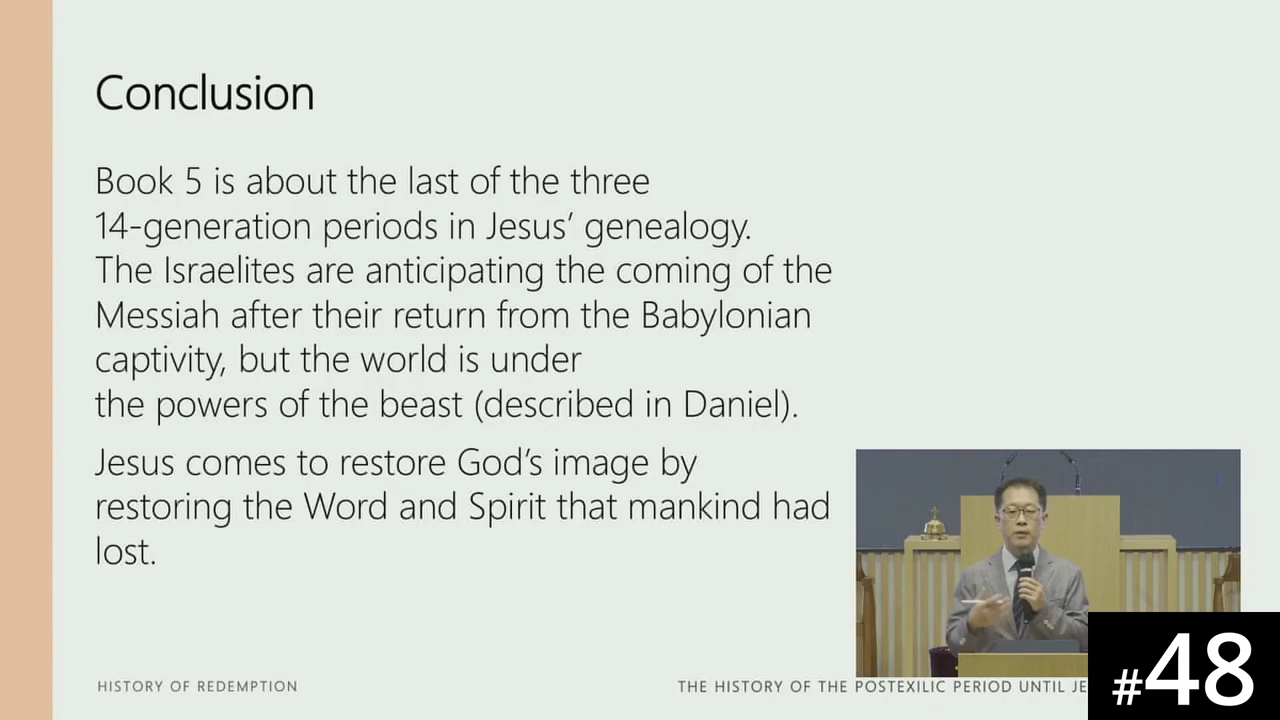 Conclusion
Book 5 is about the last of the three
14-generation periods in Jesus’ genealogy.
The Israelites are anticipating the coming of the
Messiah after their return from the Babylonian
captivity, but the world is under
the powers of the beast (described in Daniel).
Jesus comes to restore God’s image by
restoring the Word and Spirit that mankind had
lost.
HISTORY OF REDEMPTION
THE HISTORY OF THE POSTEXILIC PERIOD UNTIL JE
#48